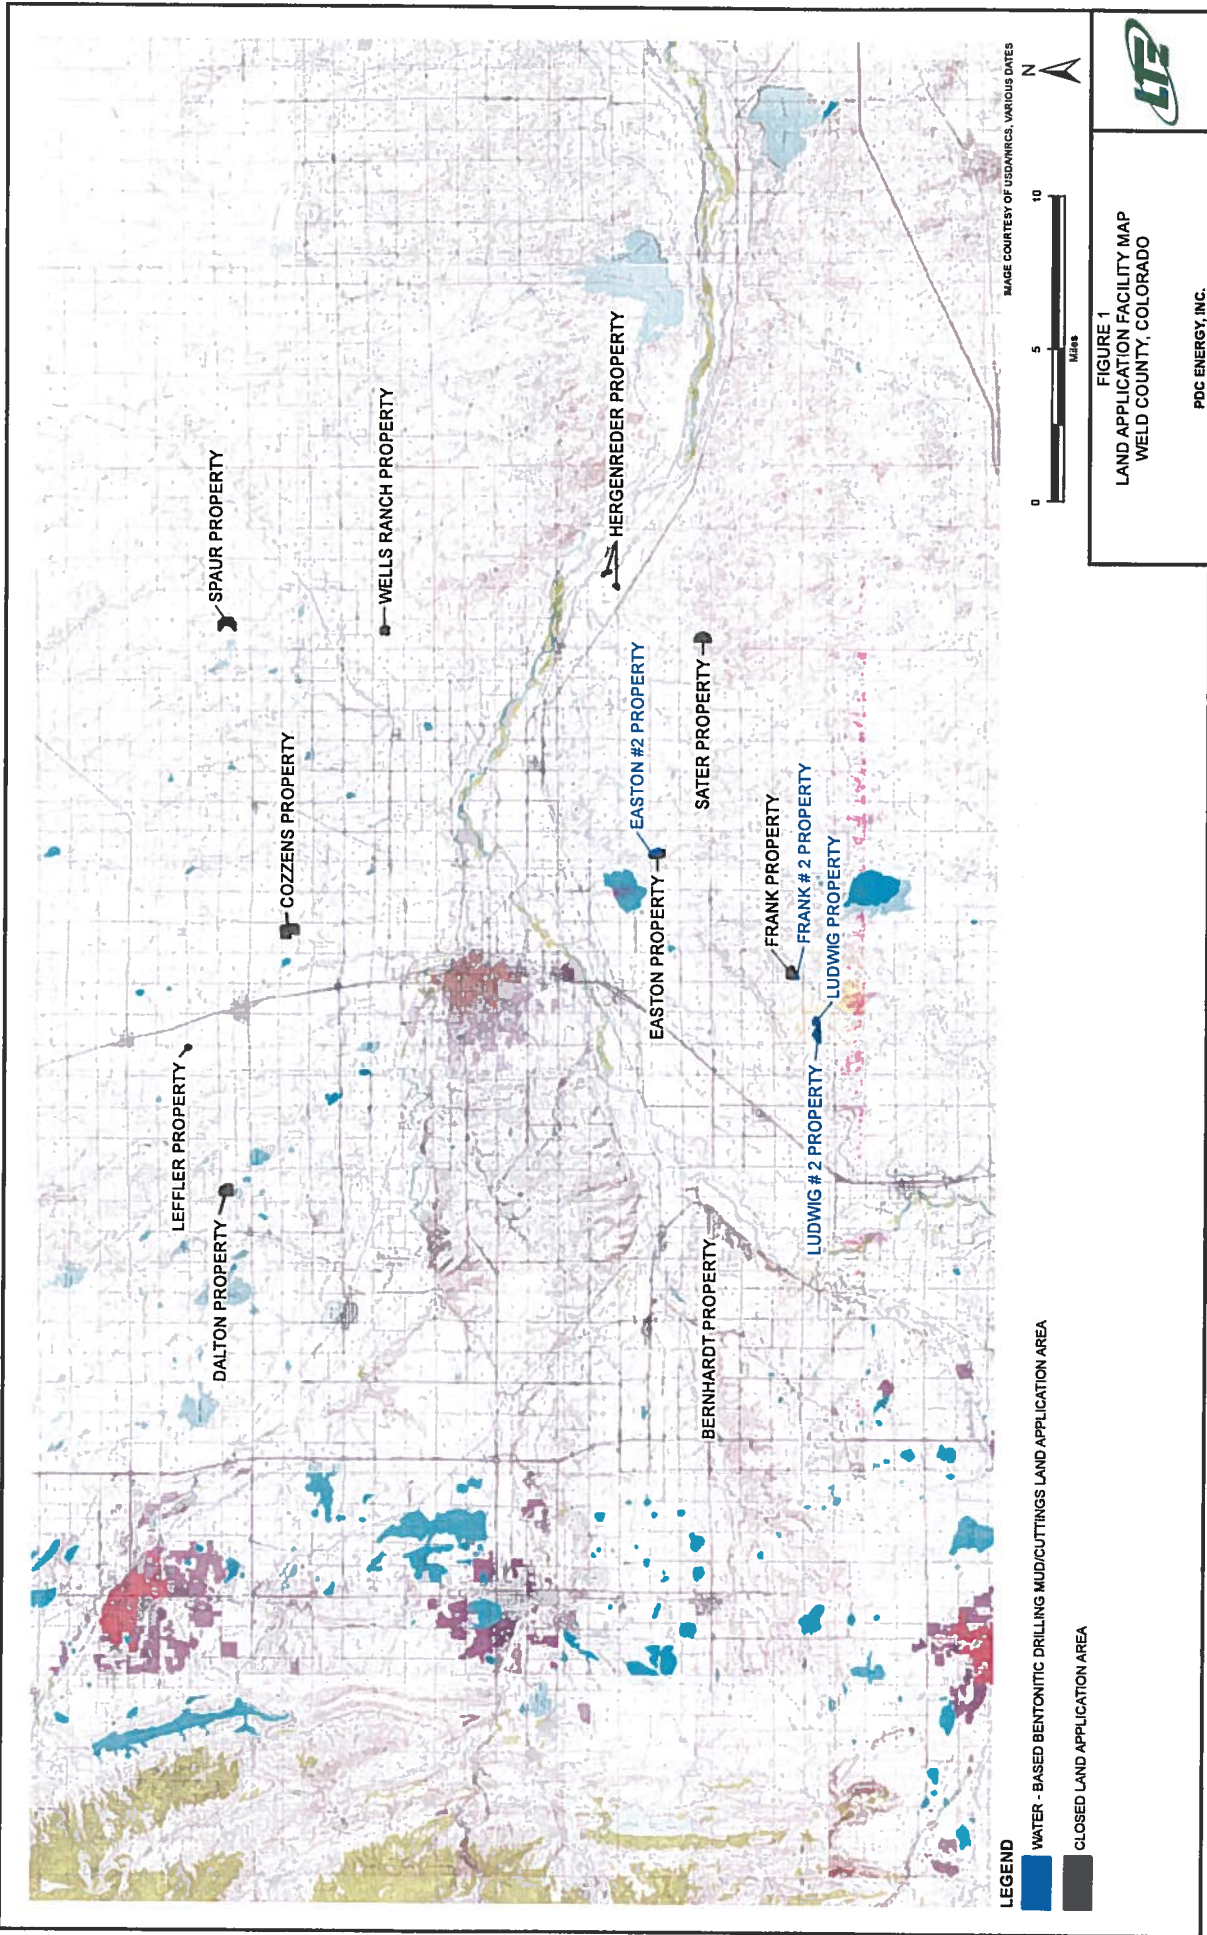 LEFFLER PROPERTY
DALTON PROPERTY
COZZENS PROPERTY
SPAUR PROPERTY
WELLS RANCH PROPERTY
HERGENREDER PROPERTY
EASTON #2 PROPERTY
EASTON PROPERTY
SATER PROPERTY
FRANK PROPERTY
FRANK # 2 PROPERTY
LUDWIG PROPERTY
LUDWIG # 2 PROPERTY
BERNHARDT PROPERTY
IMAGE COURTESY OF USDA/NRCS, VARIOUS DATES
LEGEND
WATER - BASED BENTONITIC DRILLING MUD/CUTTINGS LAND APPLICATION AREA
CLOSED LAND APPLICATION AREA
0 5 10
Miles
N
FIGURE 1
LAND APPLICATION FACILITY MAP
WELD COUNTY, COLORADO
PDC ENERGY, INC.
LTE